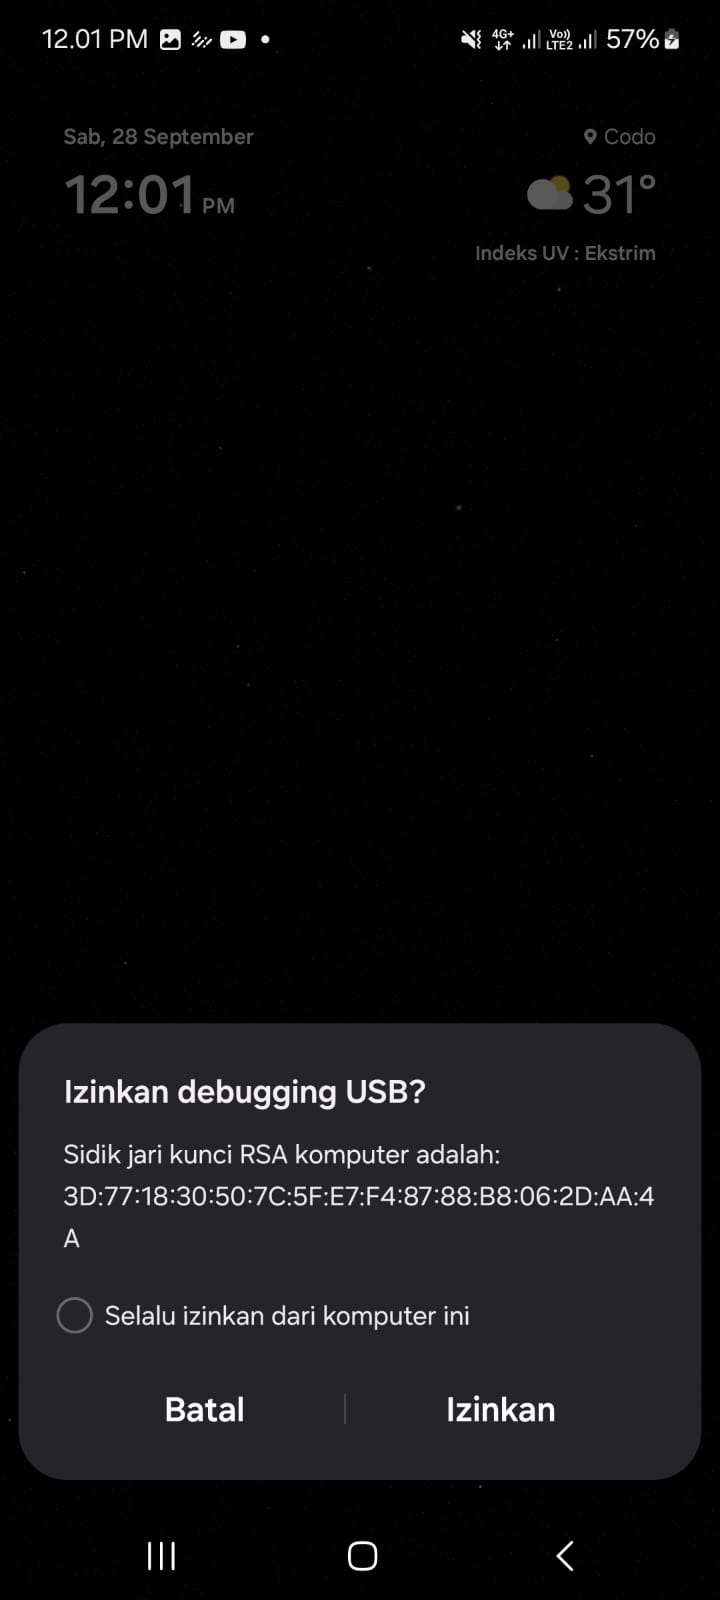 12.01 PM 4G+ Vo)) LTE2 57%
Sab, 28 September Codo
12:01 PM 31°
Indeks UV : Ekstrim
Izinkan debugging USB?
Sidik jari kunci RSA komputer adalah:
3D:77:18:30:50:7C:5F:E7:F4:87:88:B8:06:2D:AA:4
A
Selalu izinkan dari komputer ini
Batal Izinkan